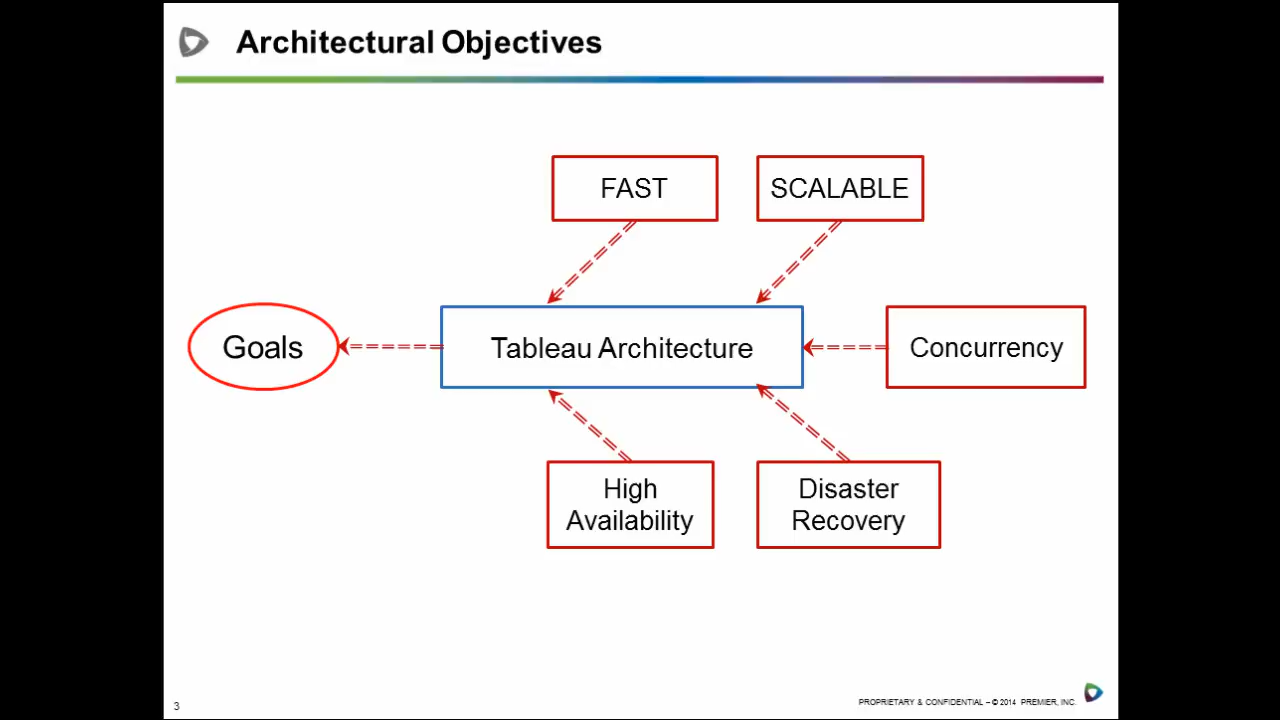 Architectural Objectives
FAST
SCALABLE
Goals
Tableau Architecture
Concurrency
High
Availability
Disaster
Recovery
3
PROPRIETARY & CONFIDENTIAL – © 2014 PREMIER, INC.